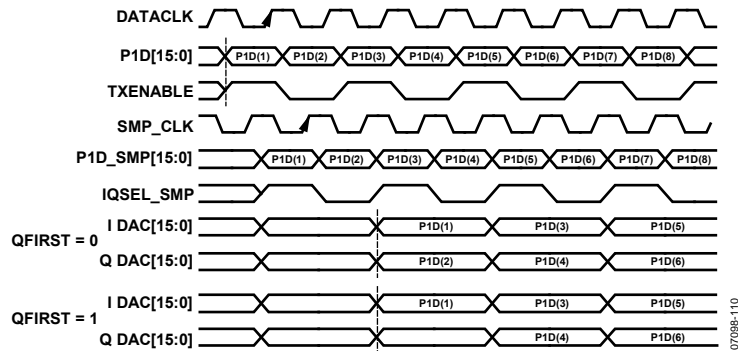 DATACLK
P1D[15:0] P1D(1) P1D(2) P1D(3) P1D(4) P1D(5) P1D(6) P1D(7) P1D(8)
TXENABLE
SMP_CLK
P1D_SMP[15:0] P1D(1) P1D(2) P1D(3) P1D(4) P1D(5) P1D(6) P1D(7) P1D(8)
IQSEL_SMP
QFIRST = 0
I DAC[15:0] P1D(1) P1D(3) P1D(5)
Q DAC[15:0] P1D(2) P1D(4) P1D(6)
QFIRST = 1
I DAC[15:0] P1D(1) P1D(3) P1D(5)
Q DAC[15:0] P1D(4) P1D(6)
07098-110